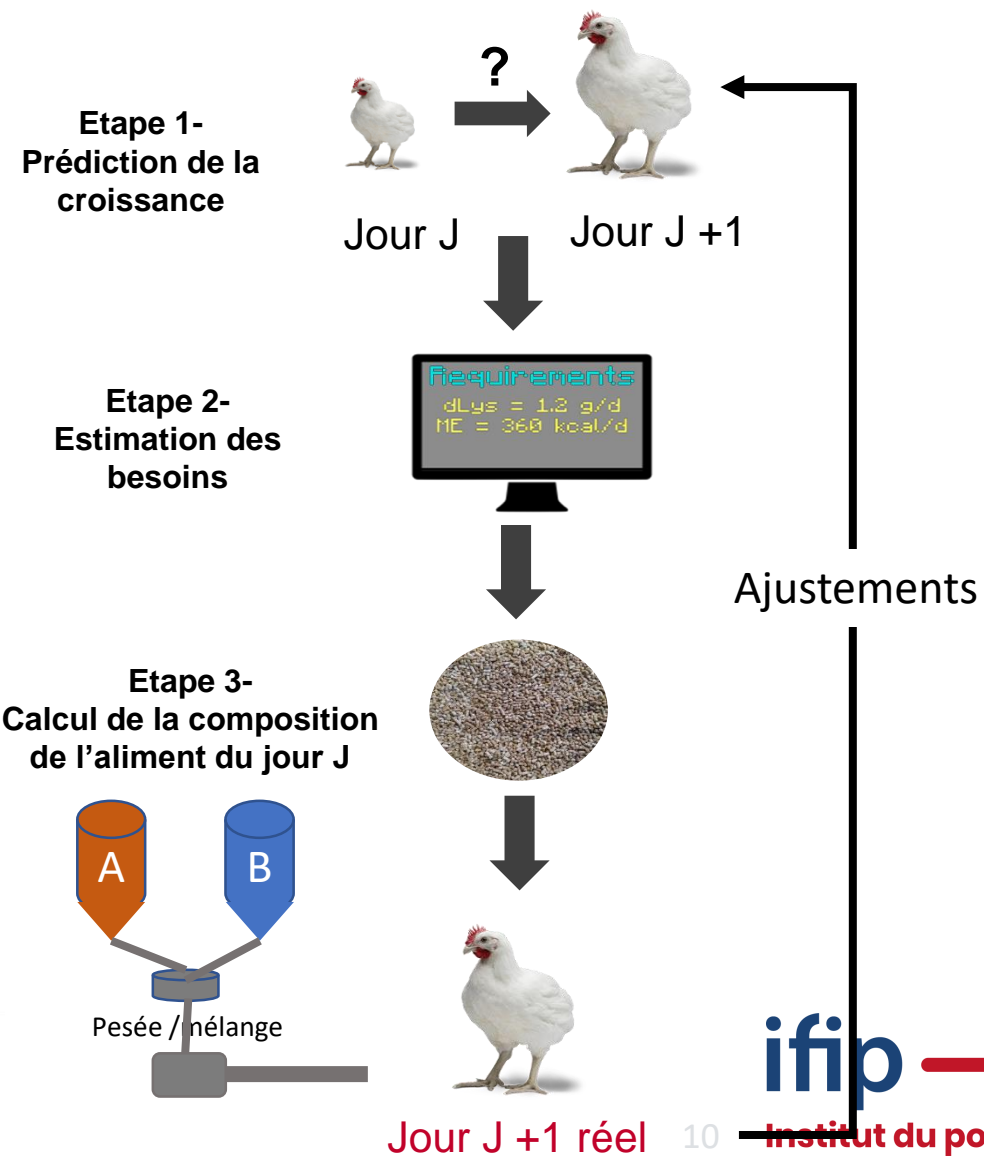 ?
Etape 1-
Prédiction de la
croissance
Jour J
Jour J +1
Requirements
dLys = 1.2 g/d
ME = 360 kcal/d
Etape 2-
Estimation des
besoins
Ajustements
Etape 3-
Calcul de la composition
de l’aliment du jour J
A
B
Pesée /mélange
ifip
Institut du po
Jour J +1 réel
10